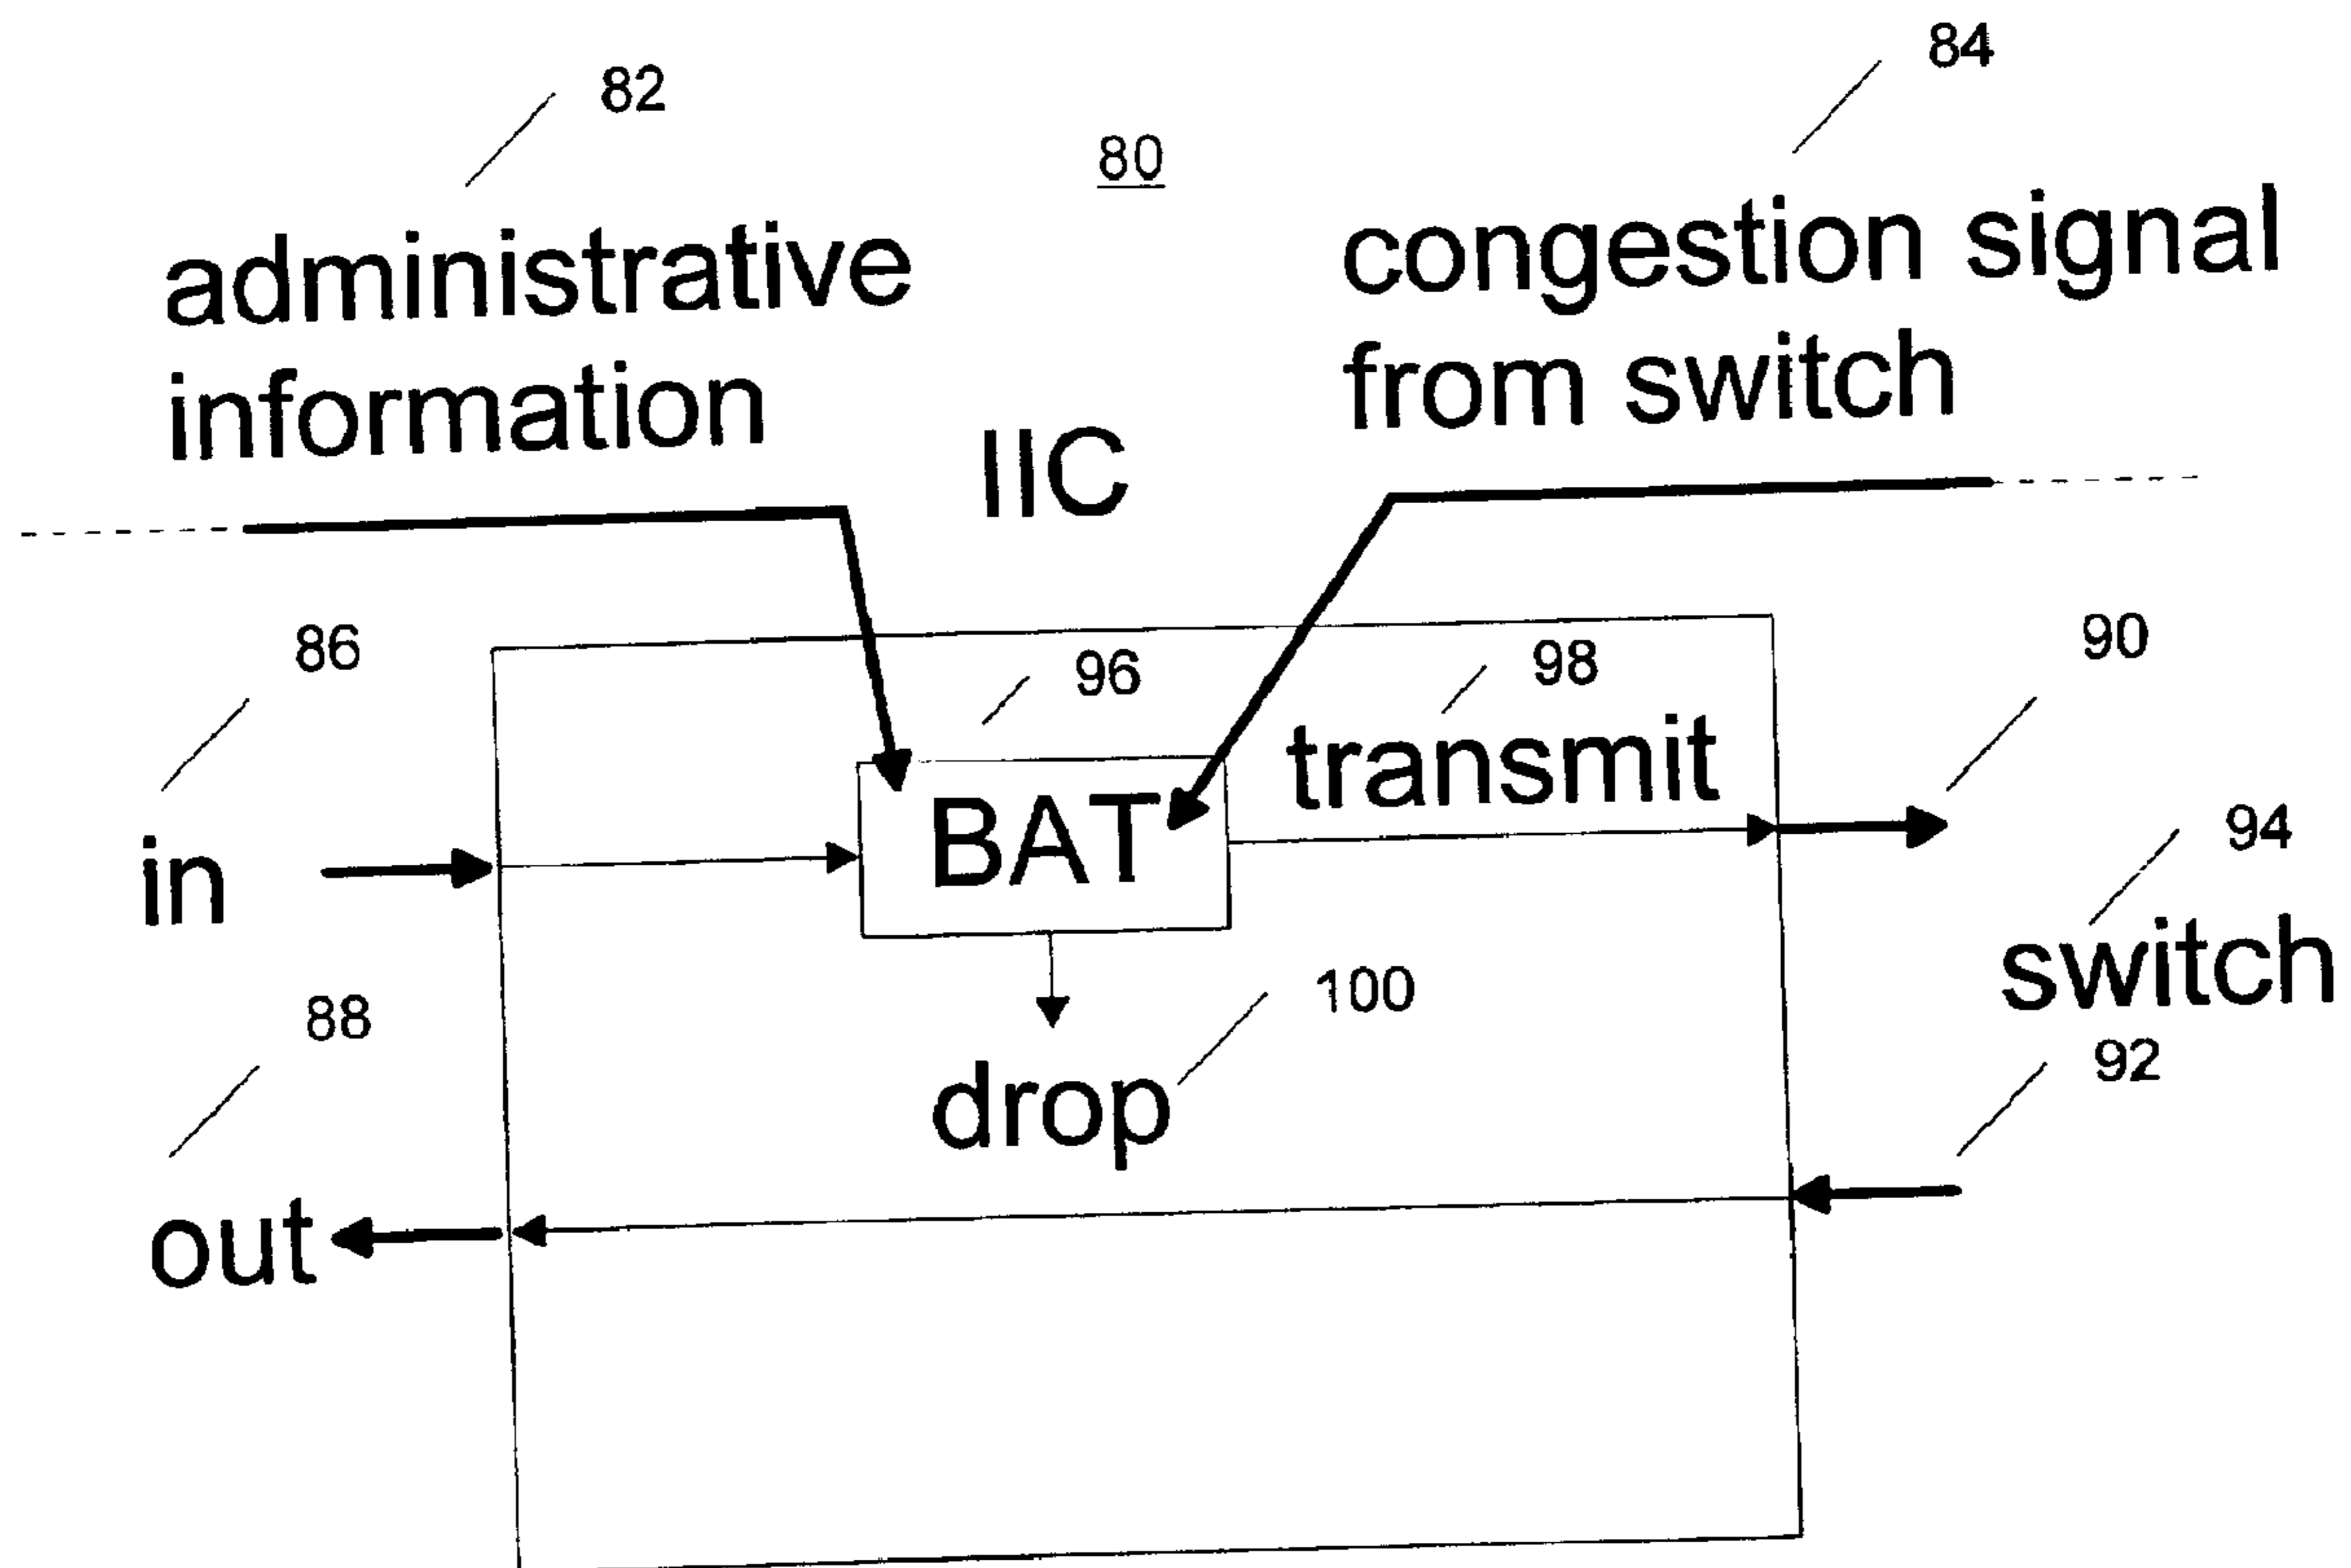 82
80
84
administrative
information
congestion signal
from switch
IIC
86
96
98
90
transmit
in
BAT
94
switch
88
100
92
drop
out